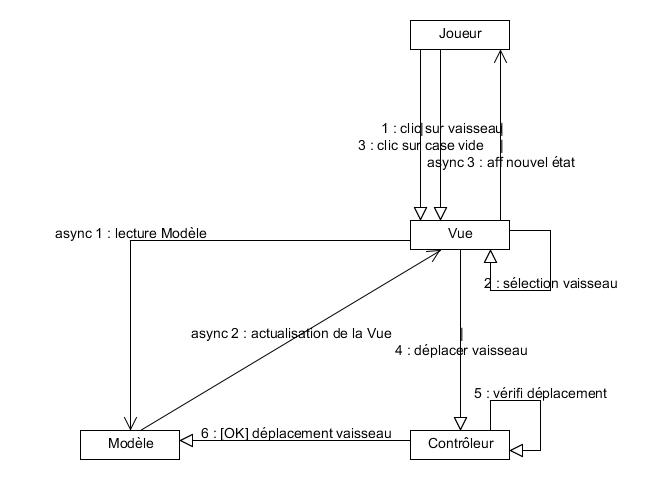 Joueur
1 : clic sur vaisseau
3 : clic sur case vide
async 3 : aff nouvel état
async 1 : lecture Modèle
Vue
2 : sélection vaisseau
async 2 : actualisation de la Vue
4 : déplacer vaisseau
5 : vérifi déplacement
6 : [OK] déplacement vaisseau
Modèle
Contrôleur